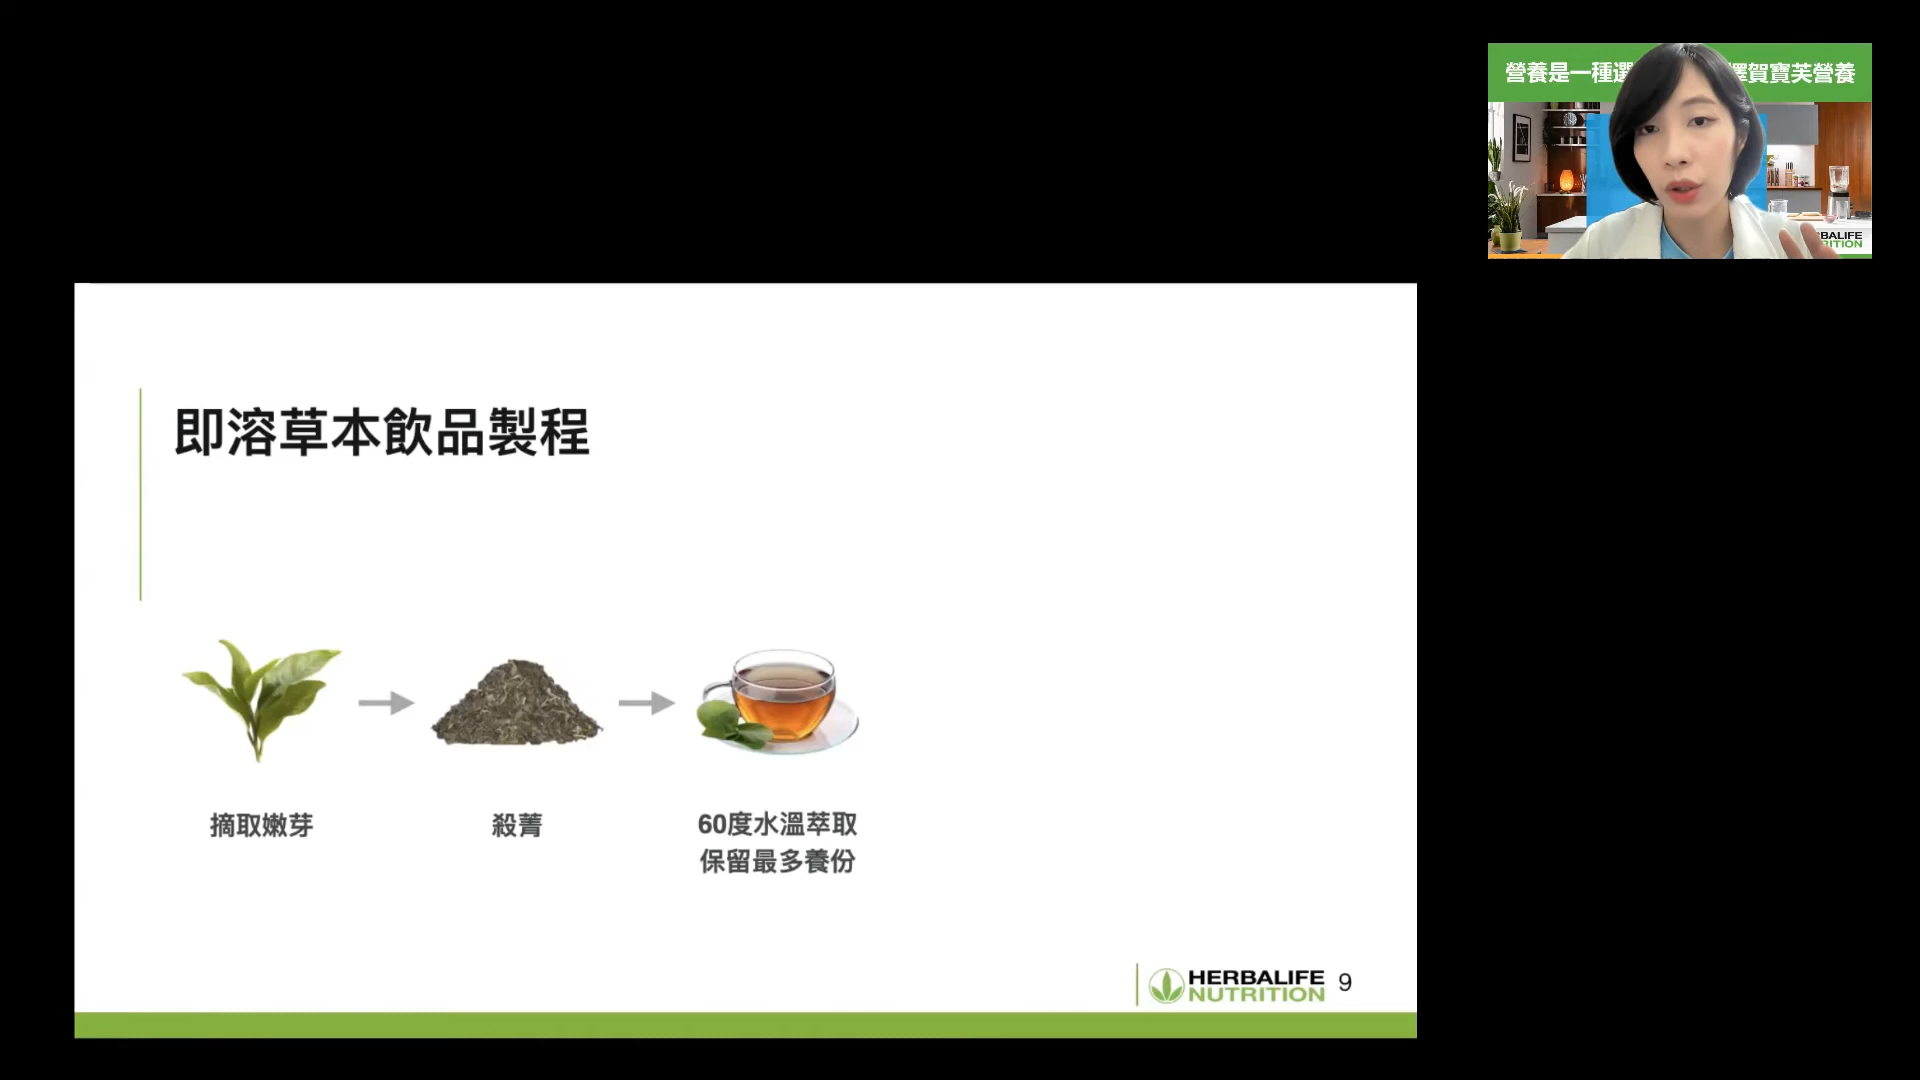 營養是一種選
擇賀寶芙營養
BALIFE
RITION
即溶草本飲品製程
摘取嫩芽
殺菁
60度水溫萃取
保留最多養份
HERBALIFE
NUTRITION
9